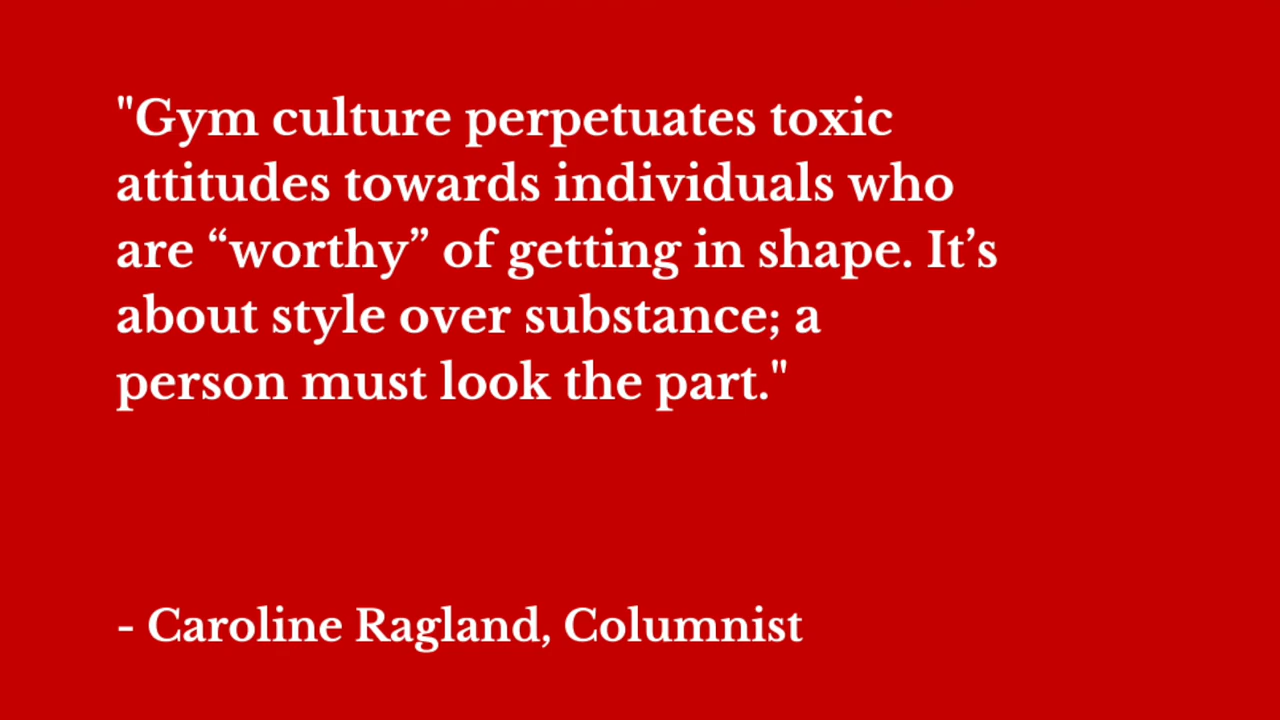 "Gym culture perpetuates toxic
attitudes towards individuals who
are “worthy” of getting in shape. It’s
about style over substance; a
person must look the part."
- Caroline Ragland, Columnist